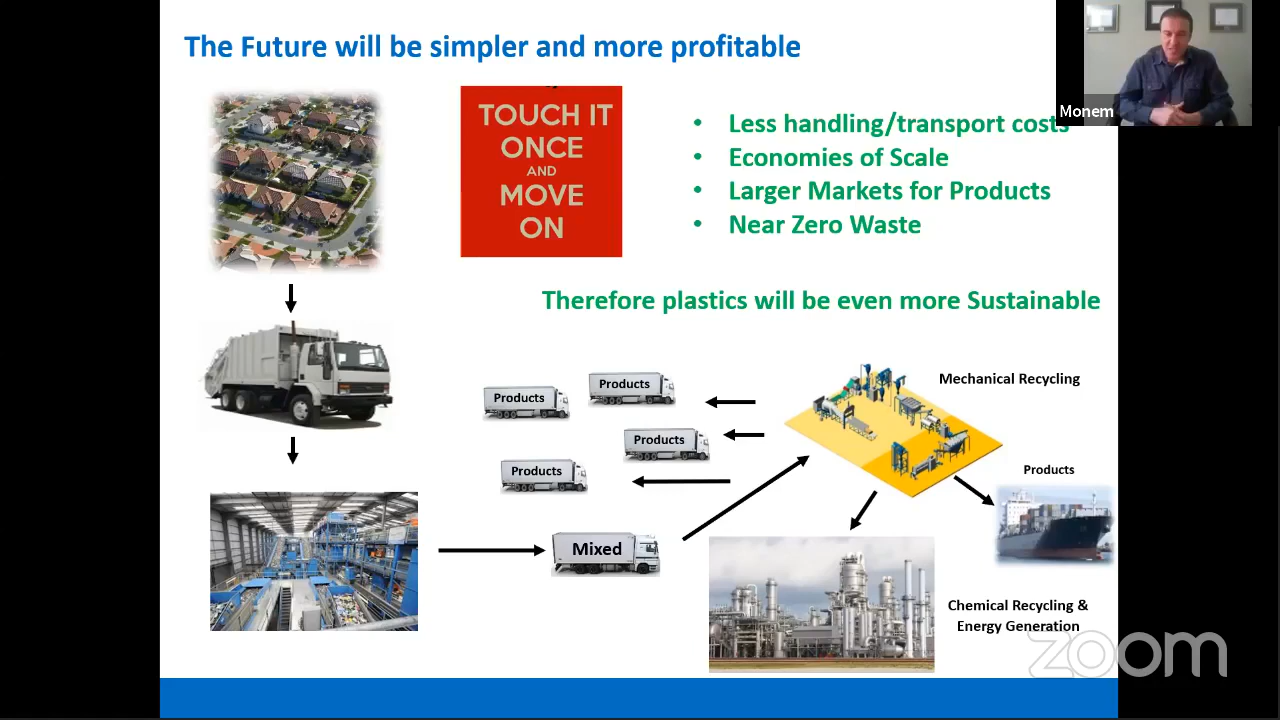 The Future will be simpler and more profitable
Monem
TOUCH IT
ONCE
AND
MOVE
ON
• Less handling/transport costs
• Economies of Scale
• Larger Markets for Products
• Near Zero Waste
Therefore plastics will be even more Sustainable
Products
Products
Products
Products
Mixed
Mechanical Recycling
Products
Chemical Recycling &
Energy Generation
zoom